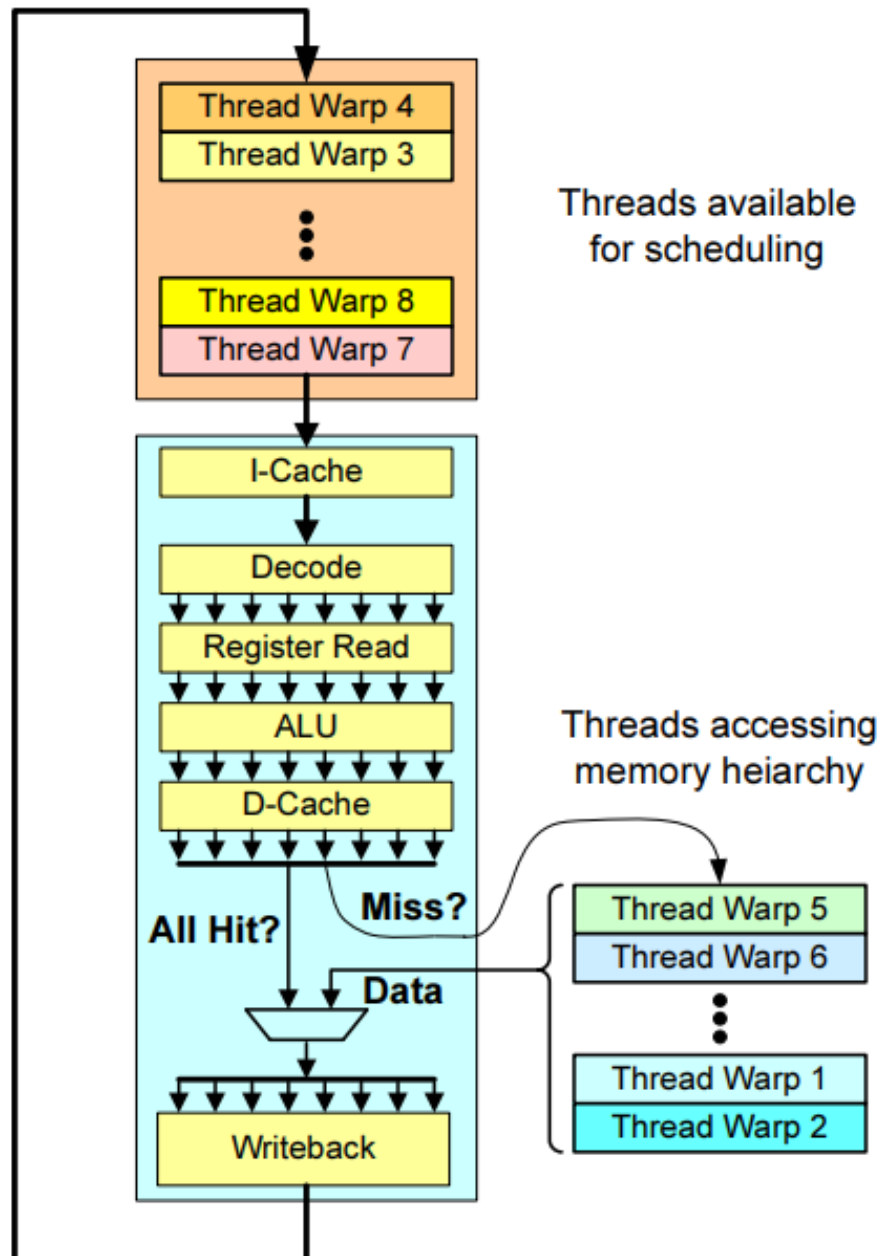 Thread Warp 4
Thread Warp 3
Threads available
for scheduling
Thread Warp 8
Thread Warp 7
I-Cache
Decode
Register Read
ALU
D-Cache
Threads accessing
memory heiarchy
All Hit?
Miss?
Data
Thread Warp 5
Thread Warp 6
Thread Warp 1
Thread Warp 2
Writeback